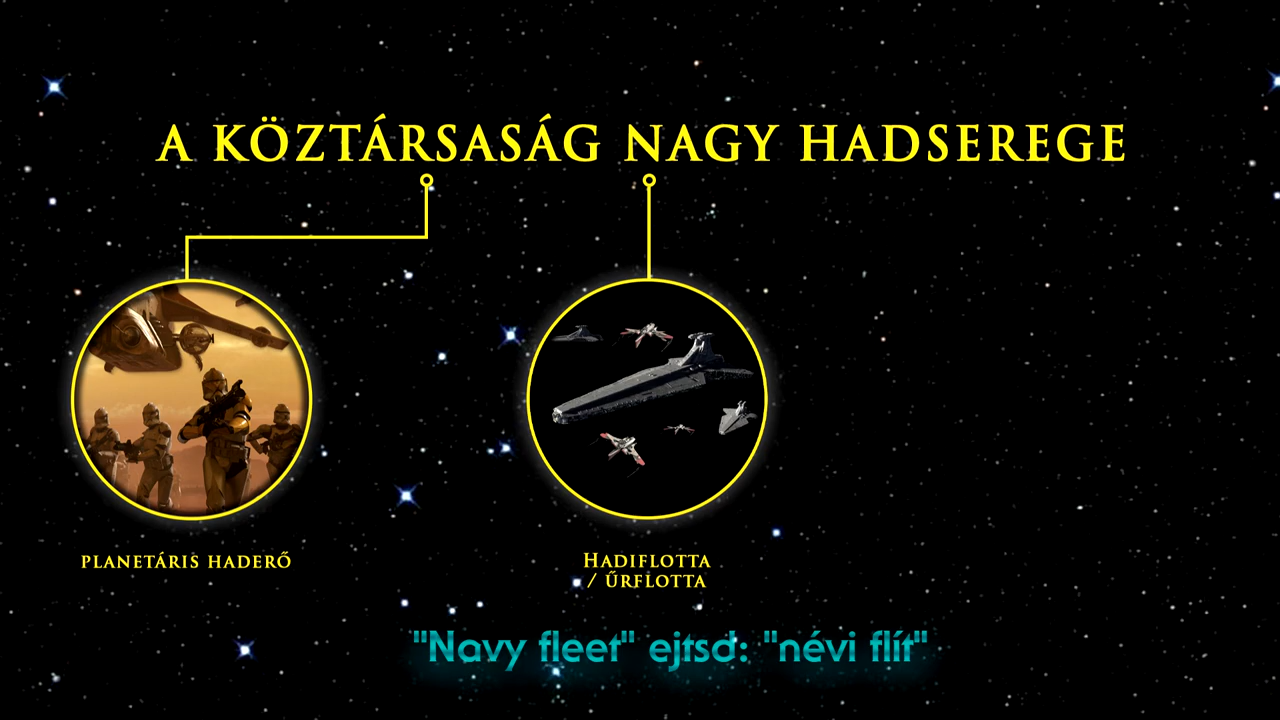 A KÖZTÁRSASÁG NAGY HADSEREGE
PLANETÁRIS HADERŐ
HADIFLOTTA
/ ŰRFLOTTA
"Navy fleet" ejtsd: "névi flít"